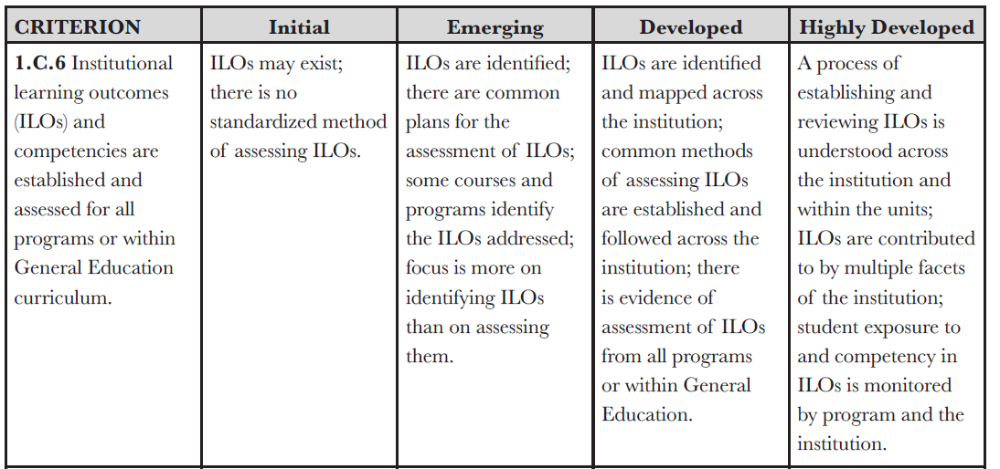 CRITERION
Initial
Emerging
Developed
Highly Developed
1.C.6 Institutional
learning outcomes
(ILOs) and
competencies are
established and
assessed for all
programs or within
General Education
curriculum.
ILOs may exist;
there is no
standardized method
of assessing ILOs.
ILOs are identified;
there are common
plans for the
assessment of ILOs;
some courses and
programs identify
the ILOs addressed;
focus is more on
identifying ILOs
than on assessing
them.
ILOs are identified
and mapped across
the institution;
common methods
of assessing ILOs
are established and
followed across the
institution; there
is evidence of
assessment of ILOs
from all programs
or within General
Education.
A process of
establishing and
reviewing ILOs is
understood across
the institution and
within the units;
ILOs are contributed
to by multiple facets
of the institution;
student exposure to
and competency in
ILOs is monitored
by program and the
institution.